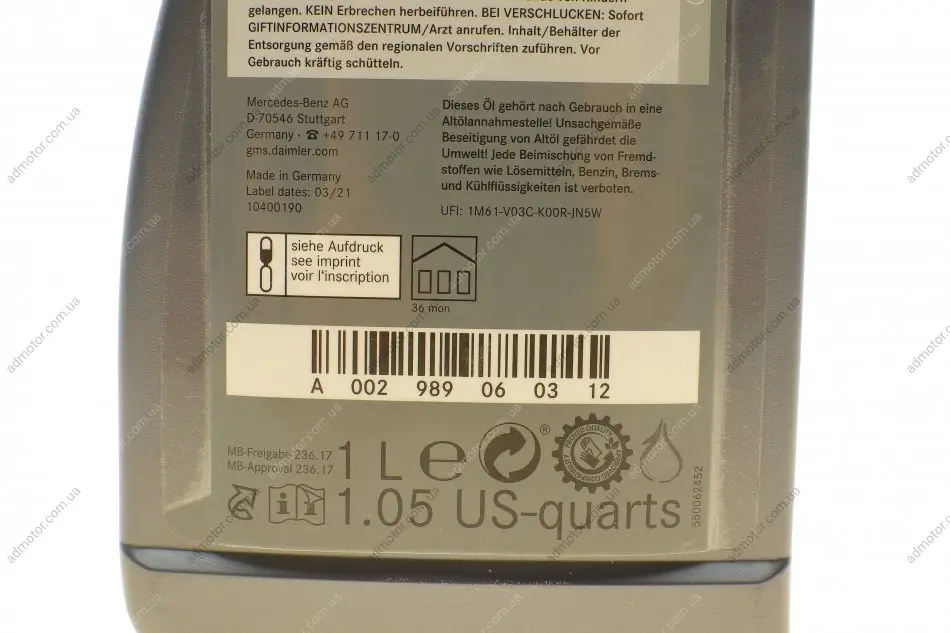 gelangen. KEIN Erbrechen herbeiführen. BEI VERSCHLUCKEN: Sofort
GIFTINFORMATIONSZENTRUM/Arzt anrufen. Inhalt/Behälter der
Entsorgung gemäß den regionalen Vorschriften zuführen. Vor
Gebrauch kräftig schütteln.
Mercedes-Benz AG
D-70546 Stuttgart
Germany · ☎ +49 711 17-0
gms.daimler.com
Made in Germany
Label dates: 03/21
10400190
Dieses Öl gehört nach Gebrauch in eine
Altölannahmestelle! Unsachgemäße
Beseitigung von Altöl gefährdet die
Umwelt! Jede Beimischung von Fremd-
stoffen wie Lösemitteln, Benzin, Brems-
und Kühlflüssigkeiten ist verboten.
UFI: 1M61-V03C-K00R-JN5W
siehe Aufdruck
see imprint
voir l'inscription
36 mon
A 002 989 06 03 12
MB-Freigabe 236.17
MB-Approval 236.17
1 L e
®
PROVED QUALITY
APPROVED COMPATIBILITY
1.05 US-quarts
550062452
admotor.com.ua